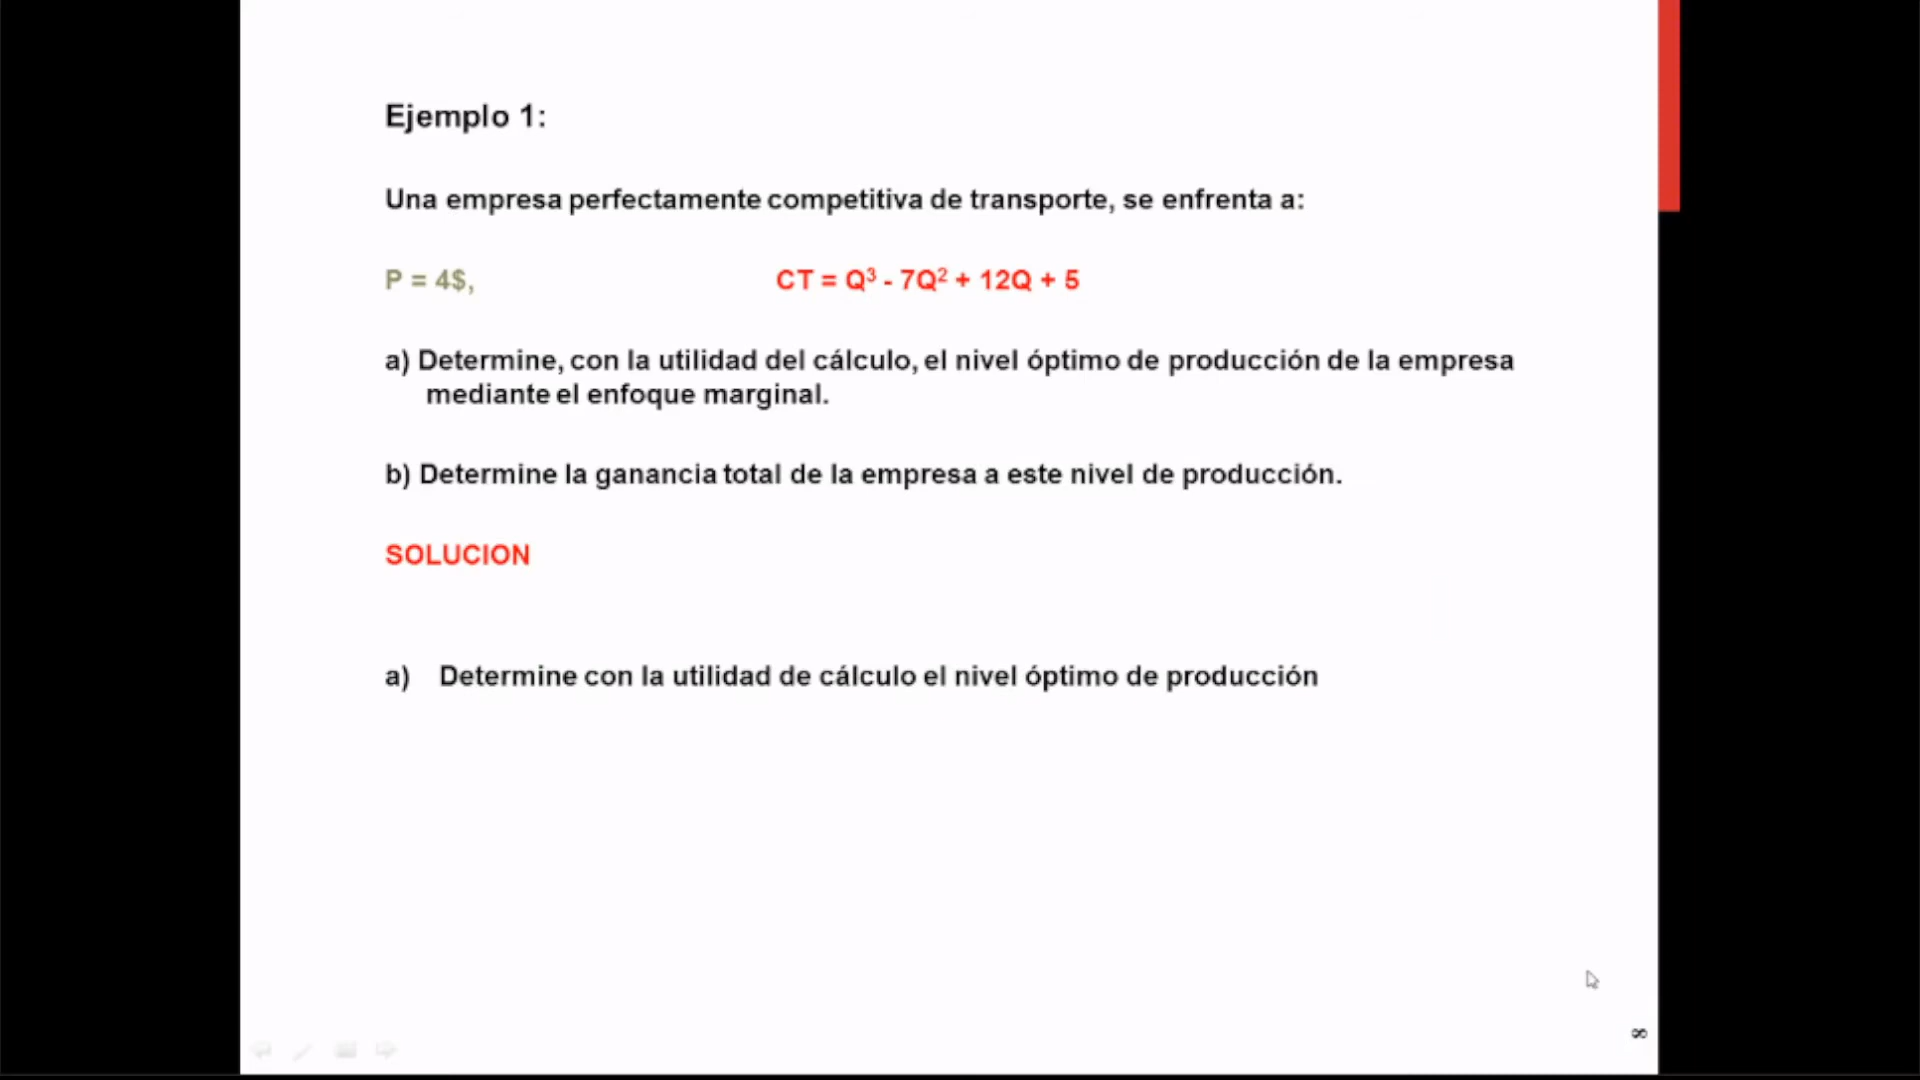 Ejemplo 1:
Una empresa perfectamente competitiva de transporte, se enfrenta a:
P = 4$, CT = Q³ - 7Q² + 12Q + 5
a) Determine, con la utilidad del cálculo, el nivel óptimo de producción de la empresa
mediante el enfoque marginal.
b) Determine la ganancia total de la empresa a este nivel de producción.
SOLUCION
a) Determine con la utilidad de cálculo el nivel óptimo de producción
8